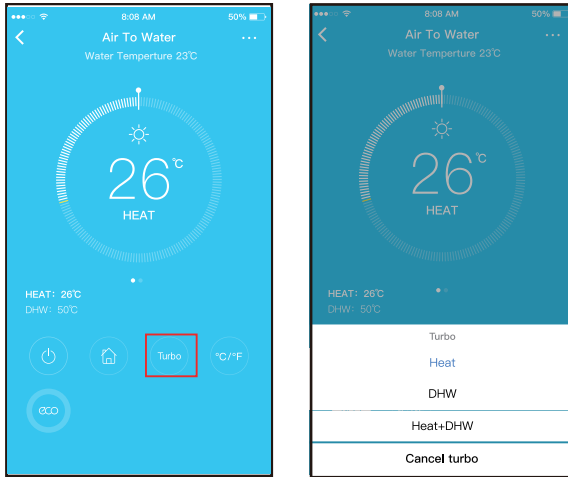 8:08 AM
50%
Air To Water
...
Water Temperture 23℃
26℃
HEAT
HEAT: 26℃
DHW: 50℃
Turbo
°C/°F
eco
8:08 AM
50%
Air To Water
...
Water Temperture 23℃
26℃
HEAT
HEAT: 26℃
DHW: 50℃
Turbo
Heat
DHW
Heat+DHW
Cancel turbo